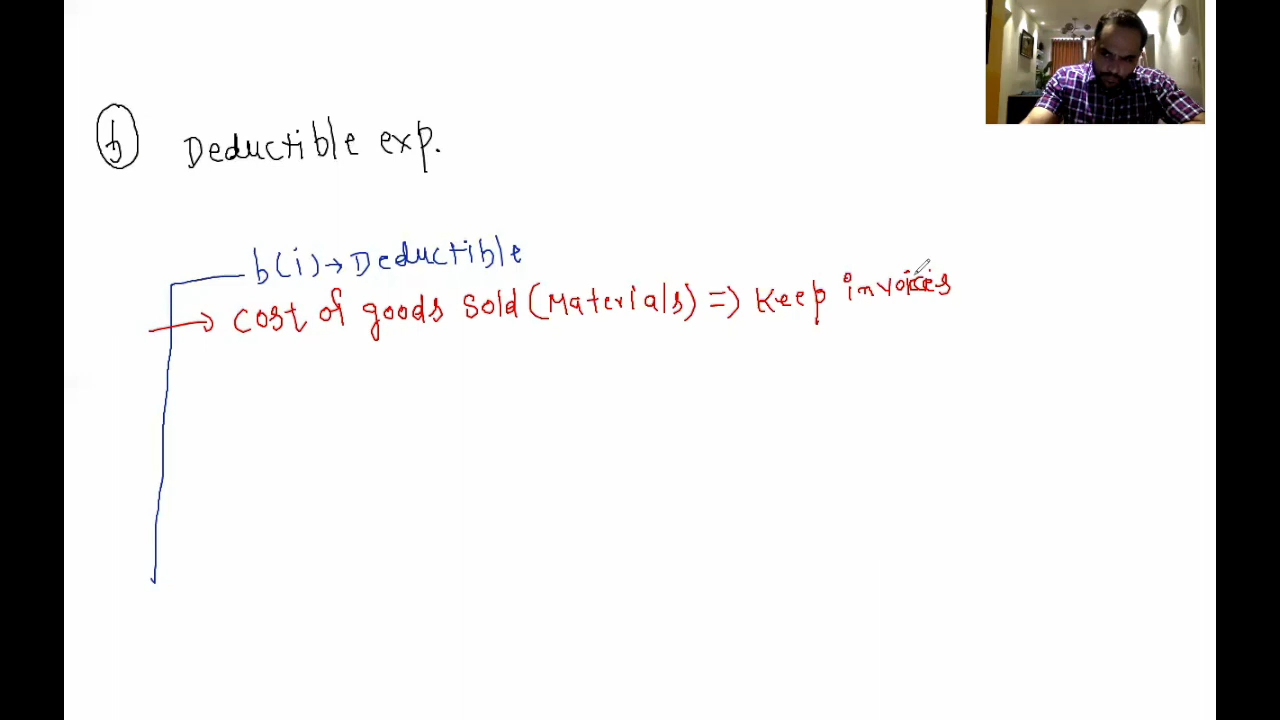 b Deductible exp.
b(i) → Deductible
→ Cost of goods sold (Materials) => Keep invoices